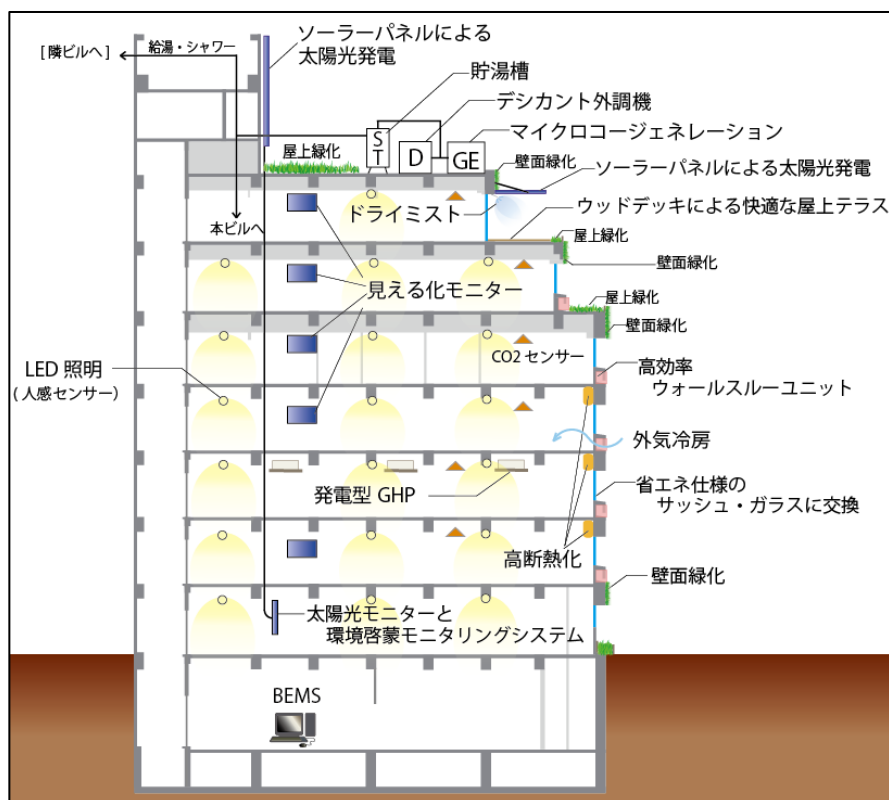 ソーラーパネルによる
太陽光発電
[ 隣ビルへ ]
給湯・シャワー
貯湯槽
デシカント外調機
マイクロコージェネレーション
屋上緑化
S
T
D
GE
壁面緑化
ソーラーパネルによる太陽光発電
ドライミスト
ウッドデッキによる快適な屋上テラス
本ビルへ
屋上緑化
壁面緑化
見える化モニター
屋上緑化
壁面緑化
CO2 センサー
LED 照明
( 人感センサー)
高効率
ウォールスルーユニット
外気冷房
発電型 GHP
省エネ仕様の
サッシュ・ガラスに交換
高断熱化
壁面緑化
太陽光モニターと
環境啓蒙モニタリングシステム
BEMS